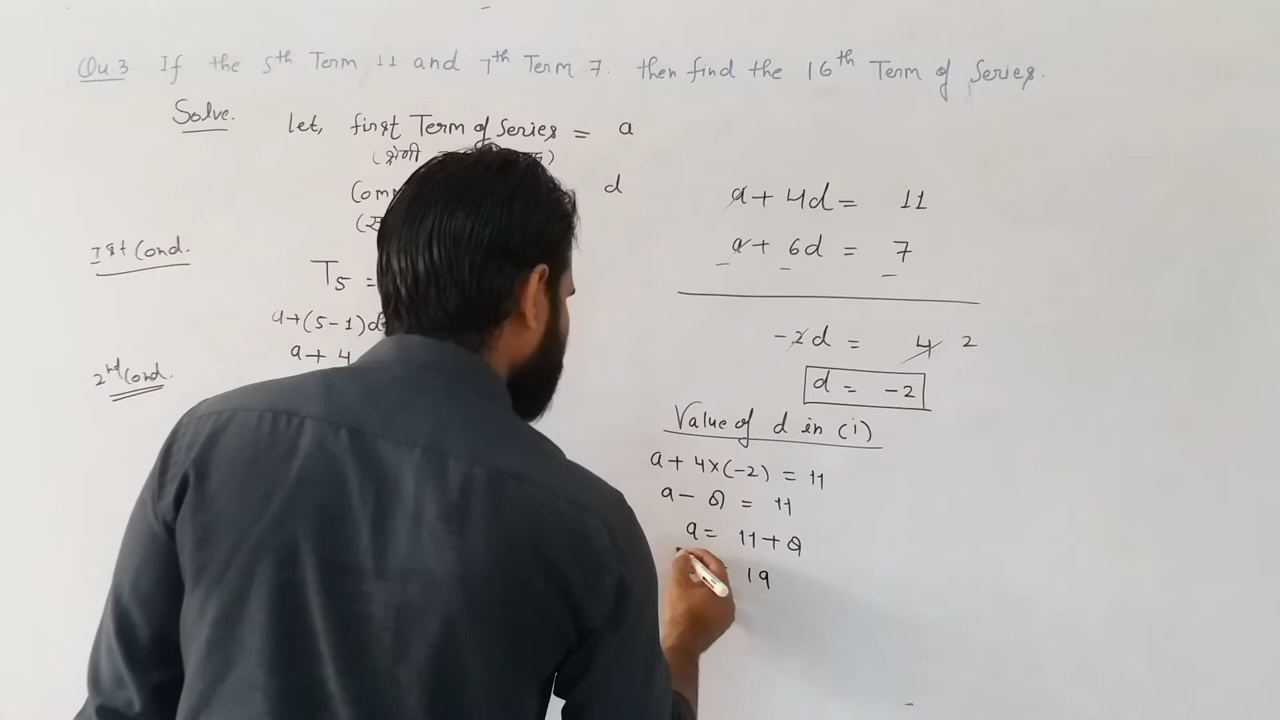 Qu.3 If the 5th Term 11 and 7th Term 7. then find the 16th Term of Series.
Solve.
let, first Term of Series = a
(श्रेणी
d
(स
Ist Cond.
T5 =
a+(5-1)d=
a+ 4
2nd Cond.
a+ 4d = 11
a+ 6d = 7
- - -
-2d = 4 2
d = -2
Value of d in (i)
a + 4×(-2) = 11
a - 8 = 11
a = 11+8
19